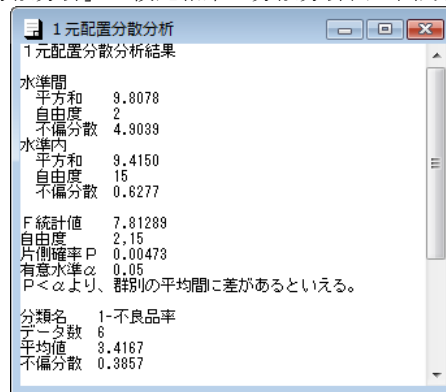 1元配置分散分析
1元配置分散分析結果
水準間
平方和 9.8078
自由度 2
不偏分散 4.9039
水準内
平方和 9.4150
自由度 15
不偏分散 0.6277
F統計値 7.81289
自由度 2,15
片側確率P 0.00473
有意水準α 0.05
P<αより、群別の平均間に差があるといえる。
分類名 1-不良品率
データ数 6
平均値 3.4167
不偏分散 0.3857